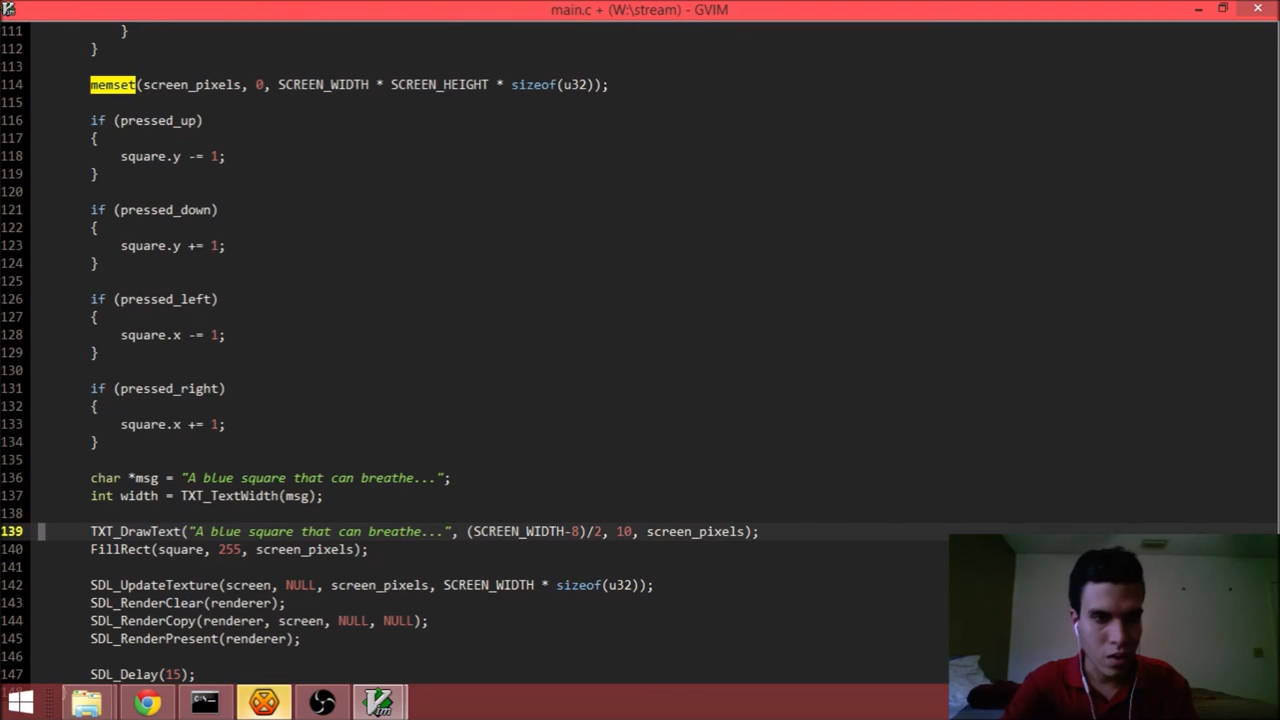 main.c + (W:\stream) - GVIM
111 }
112 }
113
114 memset(screen_pixels, 0, SCREEN_WIDTH * SCREEN_HEIGHT * sizeof(u32));
115
116 if (pressed_up)
117 {
118 square.y -= 1;
119 }
120
121 if (pressed_down)
122 {
123 square.y += 1;
124 }
125
126 if (pressed_left)
127 {
128 square.x -= 1;
129 }
130
131 if (pressed_right)
132 {
133 square.x += 1;
134 }
135
136 char *msg = "A blue square that can breathe...";
137 int width = TXT_TextWidth(msg);
138
139 TXT_DrawText("A blue square that can breathe...", (SCREEN_WIDTH-8)/2, 10, screen_pixels);
140 FillRect(square, 255, screen_pixels);
141
142 SDL_UpdateTexture(screen, NULL, screen_pixels, SCREEN_WIDTH * sizeof(u32));
143 SDL_RenderClear(renderer);
144 SDL_RenderCopy(renderer, screen, NULL, NULL);
145 SDL_RenderPresent(renderer);
146
147 SDL_Delay(15);